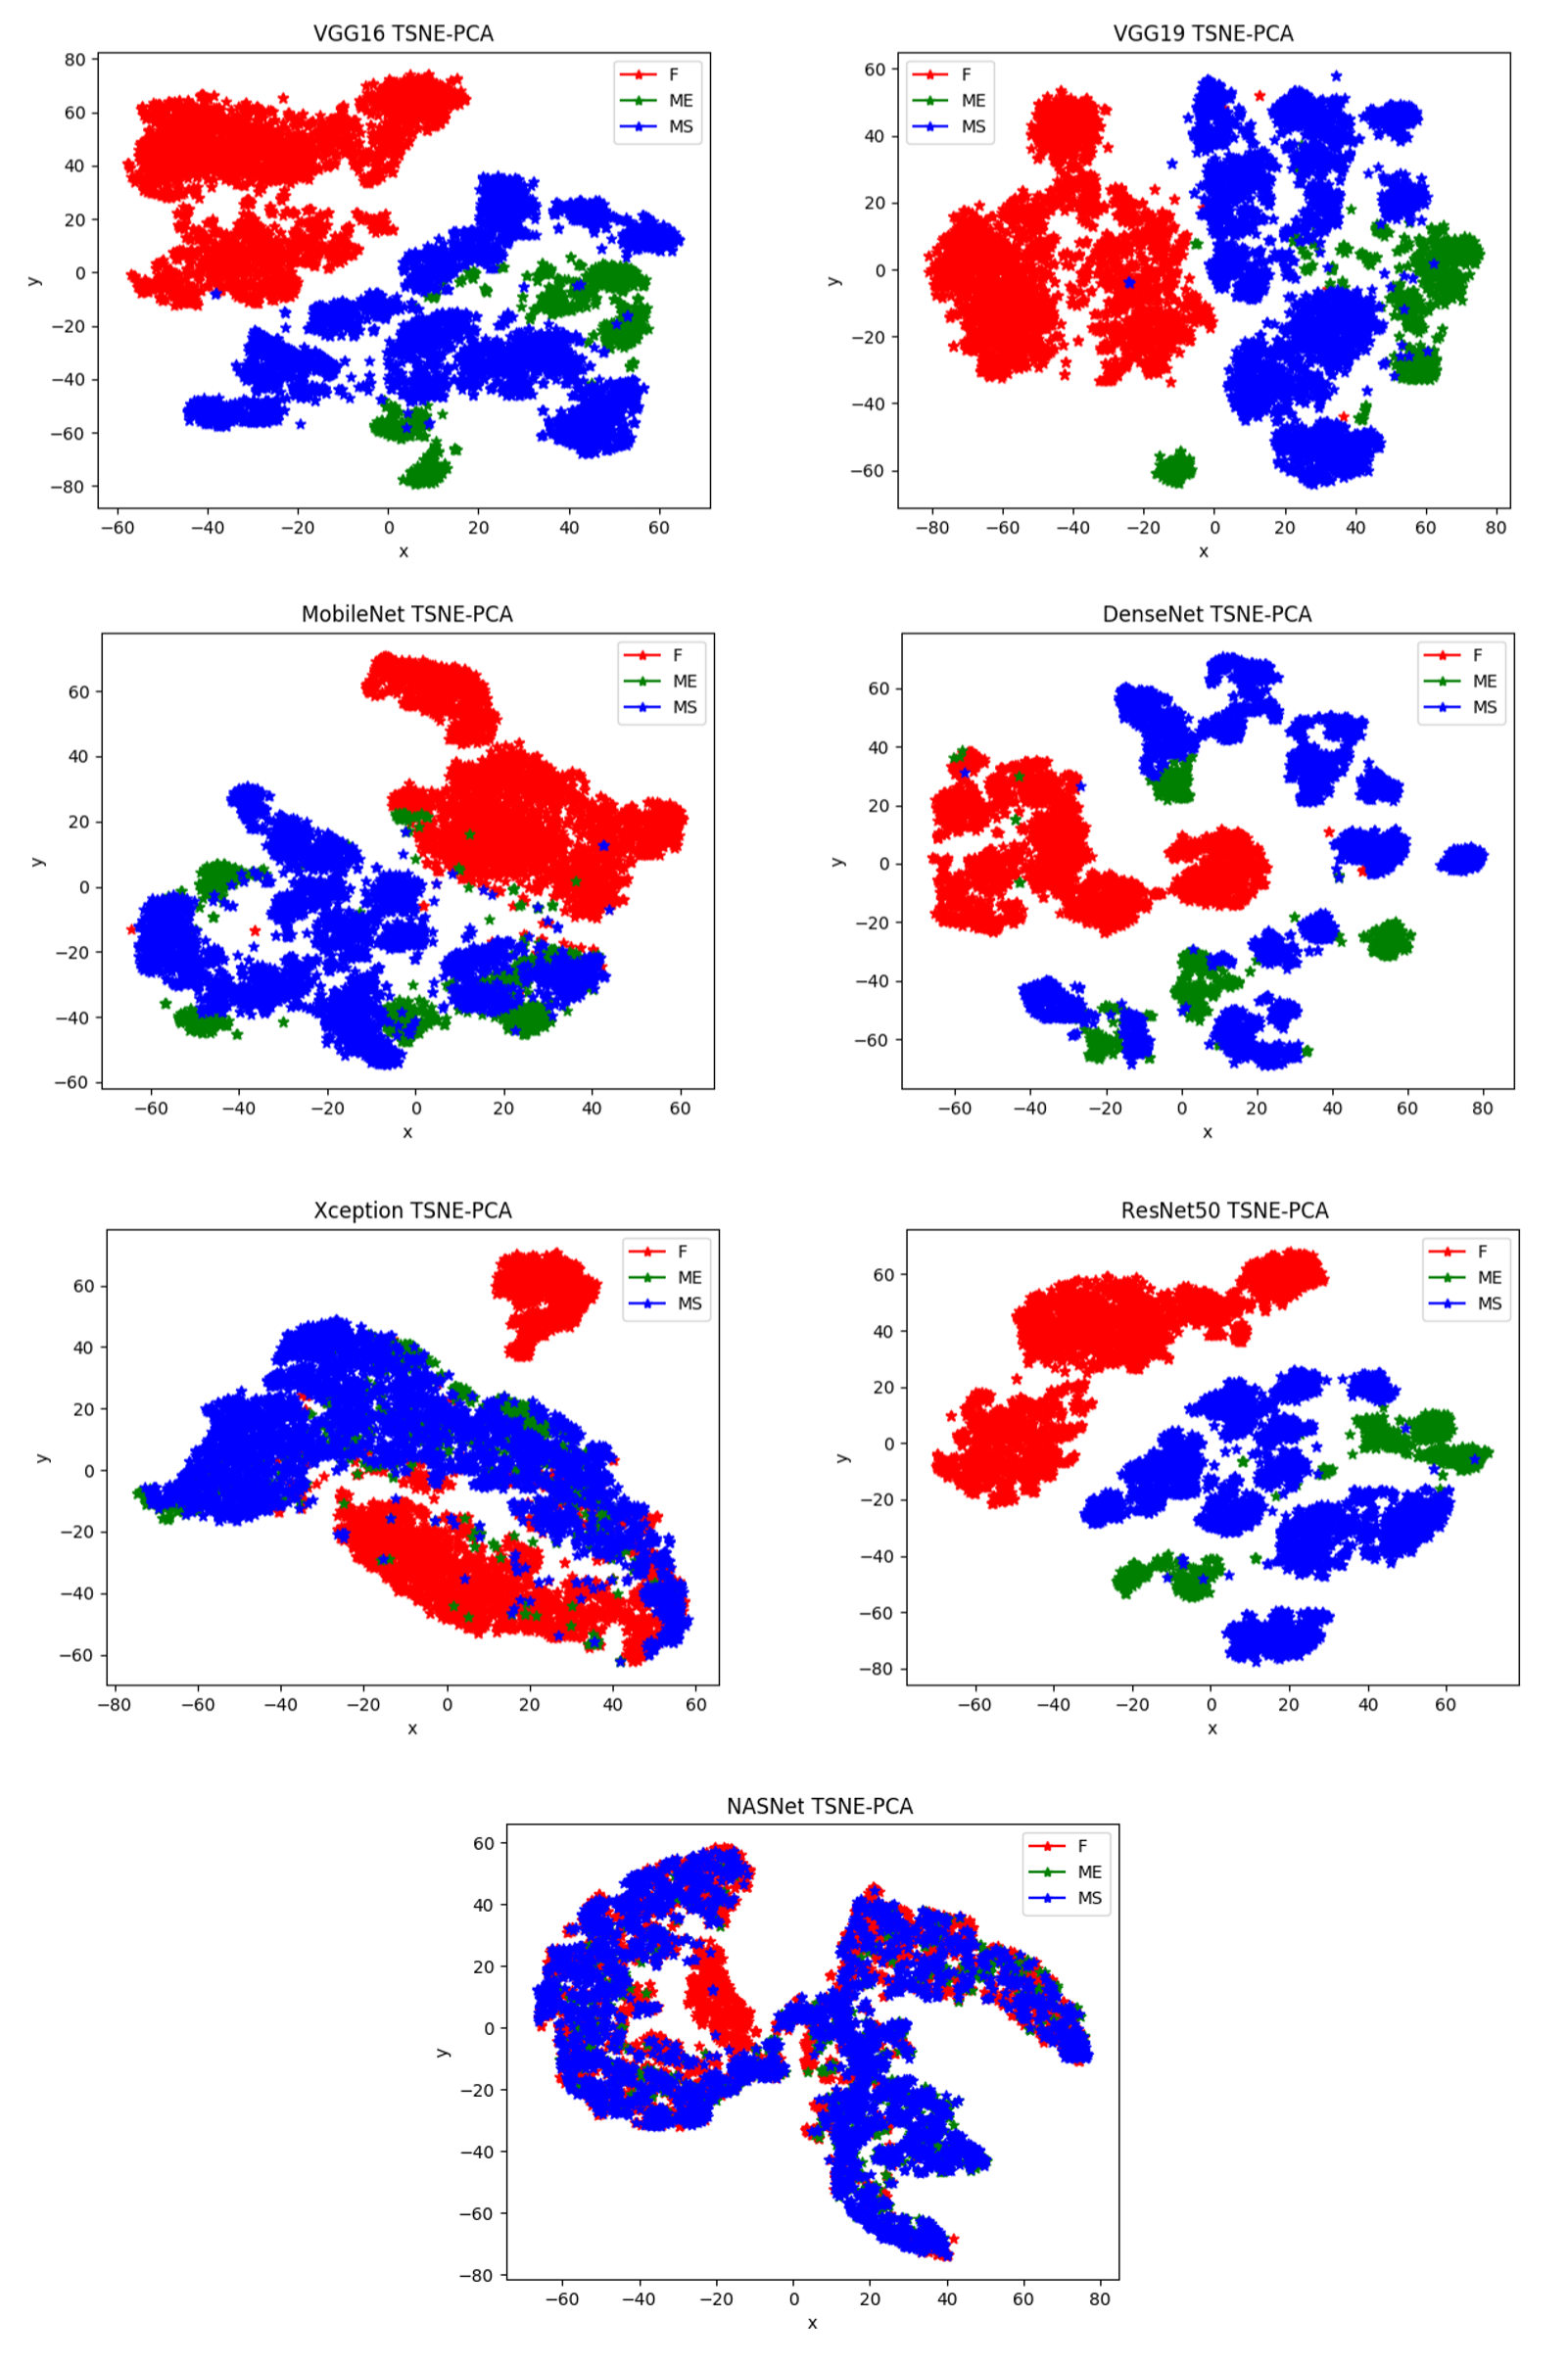 VGG16 TSNE-PCA
F
ME
MS
80
60
40
20
0
−20
−40
−60
−80
y
−60 −40 −20 0 20 40 60
x
VGG19 TSNE-PCA
F
ME
MS
60
40
20
0
−20
−40
−60
y
−80 −60 −40 −20 0 20 40 60 80
x
MobileNet TSNE-PCA
F
ME
MS
60
40
20
0
−20
−40
−60
y
−60 −40 −20 0 20 40 60
x
DenseNet TSNE-PCA
F
ME
MS
60
40
20
0
−20
−40
−60
y
−60 −40 −20 0 20 40 60 80
x
Xception TSNE-PCA
F
ME
MS
60
40
20
0
−20
−40
−60
y
−80 −60 −40 −20 0 20 40 60
x
ResNet50 TSNE-PCA
F
ME
MS
60
40
20
0
−20
−40
−60
−80
y
−60 −40 −20 0 20 40 60
x
NASNet TSNE-PCA
F
ME
MS
60
40
20
0
−20
−40
−60
−80
y
−60 −40 −20 0 20 40 60 80
x